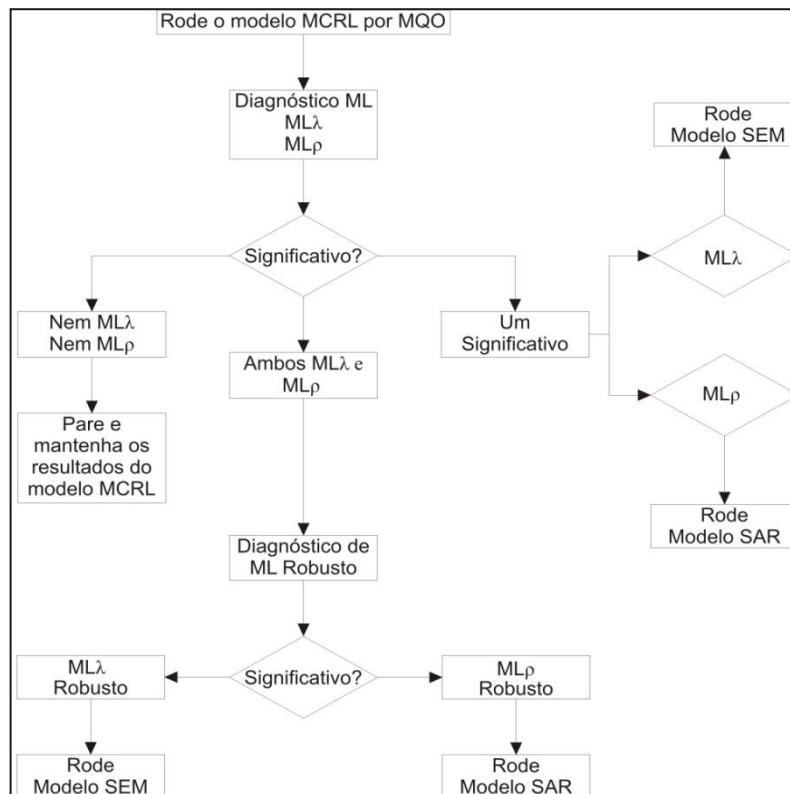 Rode o modelo MCRL por MQO
Diagnóstico ML
MLλ
MLρ
Significativo?
Nem MLλ
Nem MLρ
Pare e
mantenha os
resultados do
modelo MCRL
Ambos MLλ e
MLρ
Um
Significativo
MLλ
Rode
Modelo SEM
MLρ
Rode
Modelo SAR
Diagnóstico de
ML Robusto
Significativo?
MLλ
Robusto
Rode
Modelo SEM
MLρ
Robusto
Rode
Modelo SAR